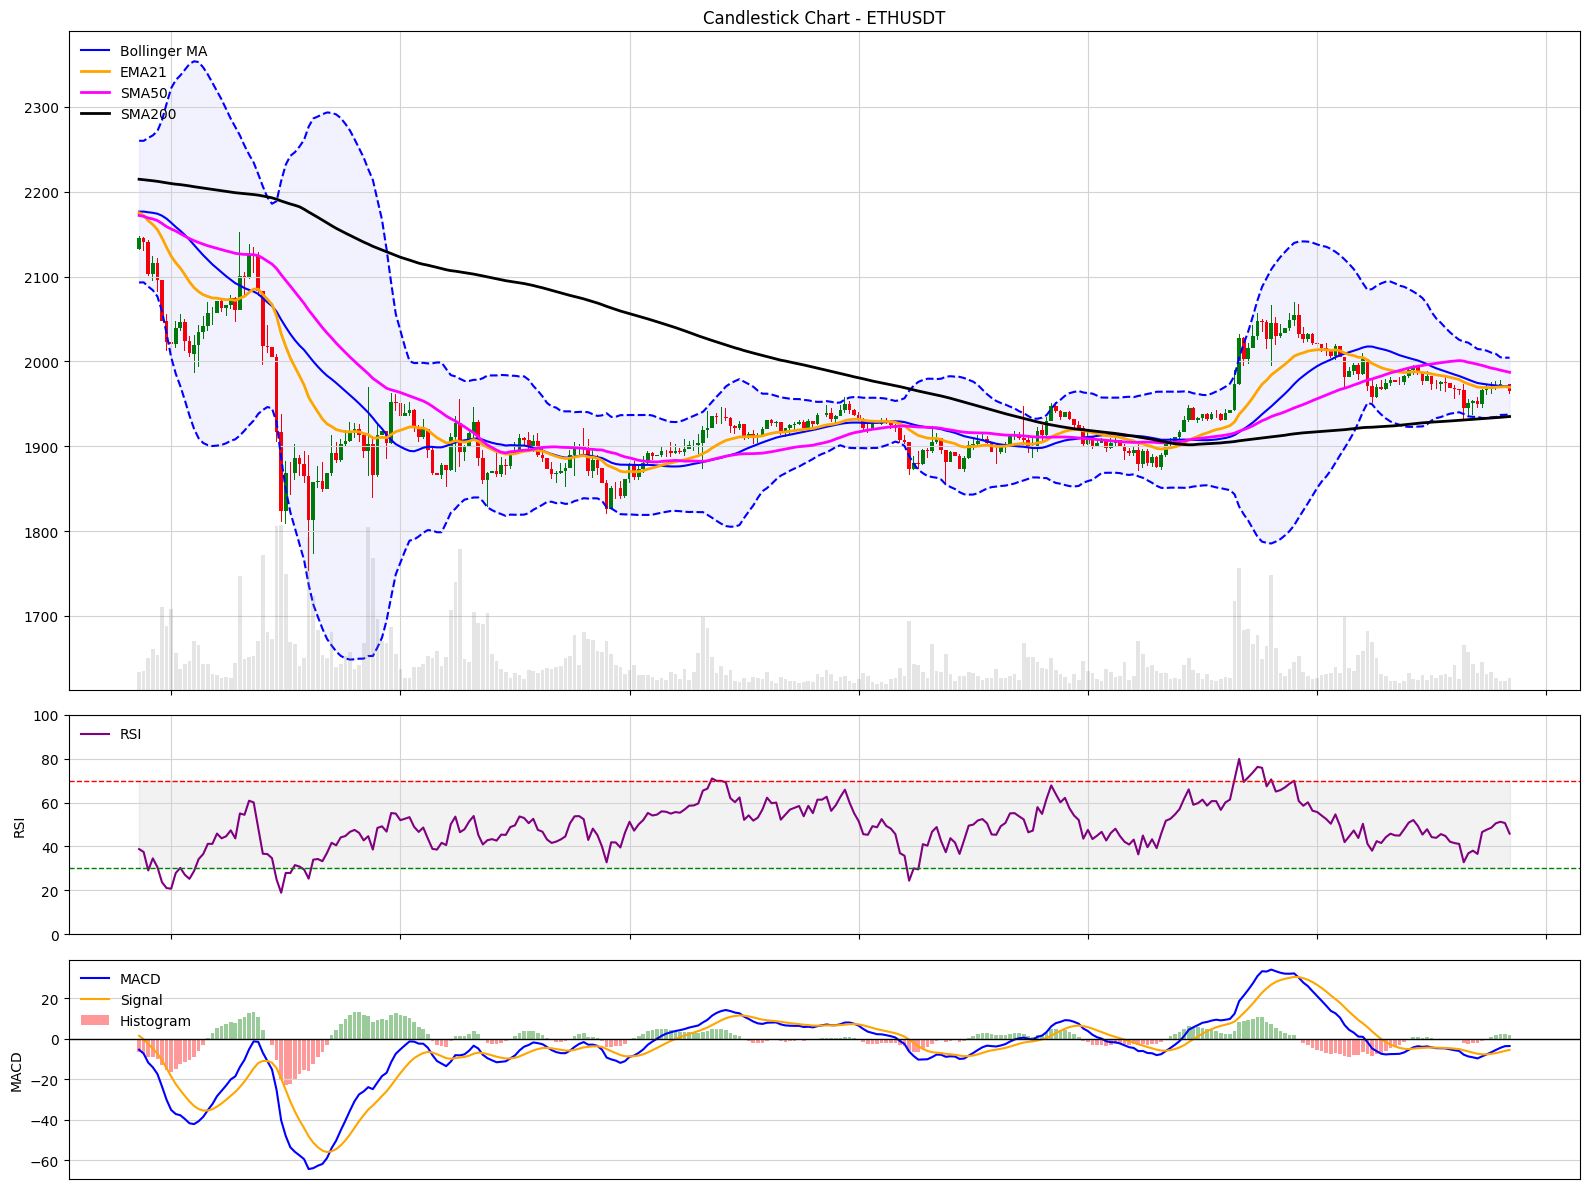 Candlestick Chart - ETHUSDT
Bollinger MA
EMA21
SMA50
SMA200
2300
2200
2100
2000
1900
1800
1700
RSI
100
80
60
40
20
0
RSI
MACD
Signal
Histogram
20
0
−20
−40
−60
MACD